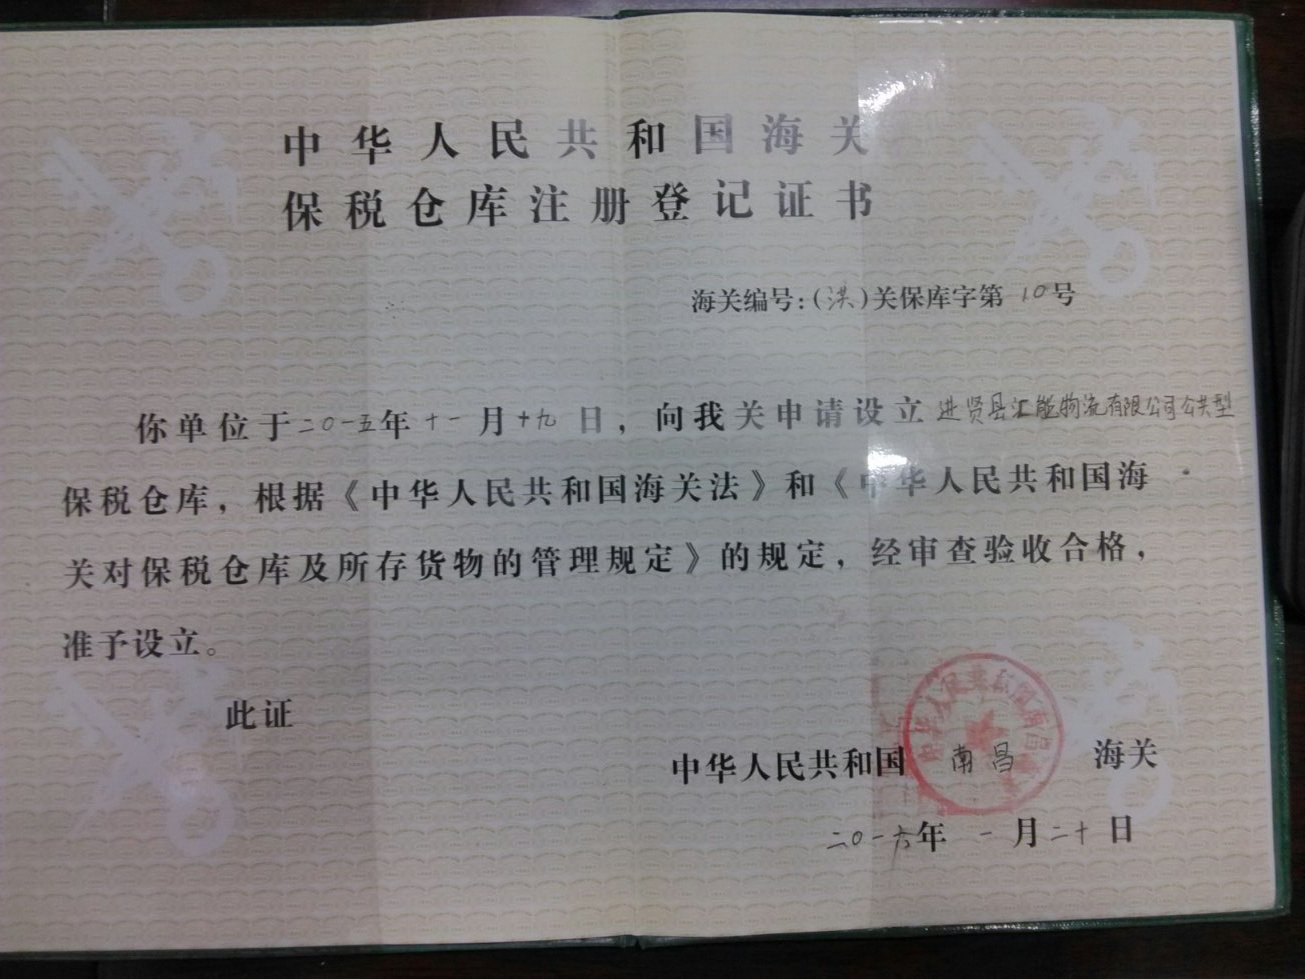 中华人民共和国海关
保税仓库注册登记证书
海关编号：(洪)关保库字第 10号
你单位于二〇一五年十一月十九日，向我关申请设立进贤县汇能物流有限公司公共型
保税仓库，根据《中华人民共和国海关法》和《中华人民共和国海
关对保税仓库及所存货物的管理规定》的规定，经审查验收合格，
准予设立。
此证
中华人民共和国 南昌 海关
二〇一六年 一 月二十日